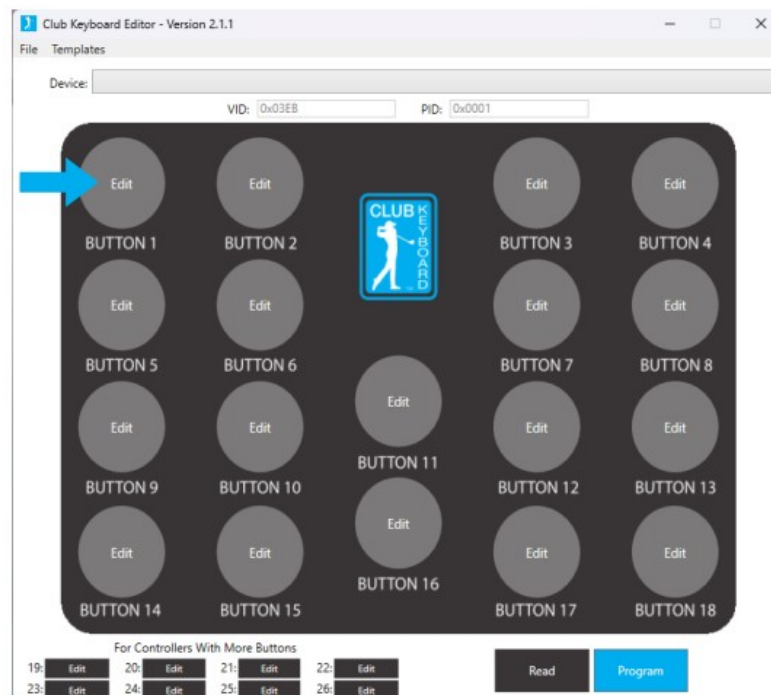 Club Keyboard Editor - Version 2.1.1
File Templates
Device:
VID: 0x03EB PID: 0x0001
Edit Edit Edit Edit
BUTTON 1 BUTTON 2 BUTTON 3 BUTTON 4
CLUB KEYBOARD
Edit Edit Edit Edit
BUTTON 5 BUTTON 6 BUTTON 7 BUTTON 8
Edit
BUTTON 11
Edit Edit Edit Edit
BUTTON 9 BUTTON 10 BUTTON 12 BUTTON 13
Edit
BUTTON 16
Edit Edit Edit Edit
BUTTON 14 BUTTON 15 BUTTON 17 BUTTON 18
For Controllers With More Buttons
19: Edit 20: Edit 21: Edit 22: Edit
23: Edit 24: Edit 25: Edit 26: Edit
Read Program